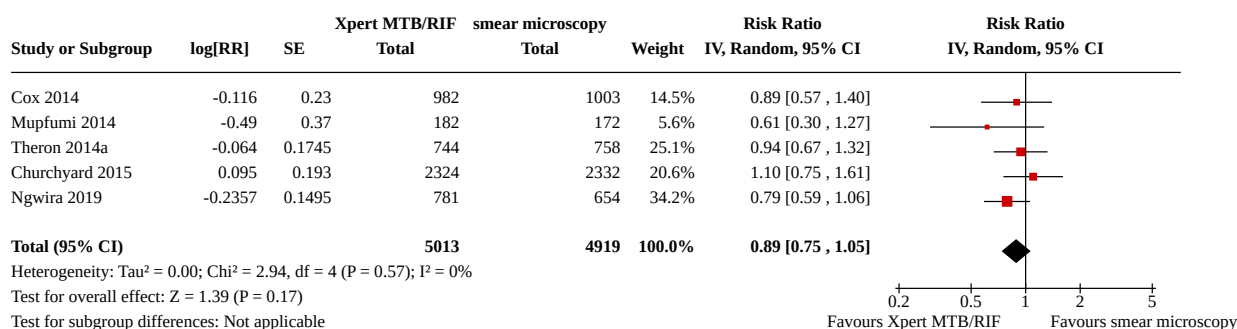 Xpert MTB/RIF smear microscopy Risk Ratio Risk Ratio
Study or Subgroup log[RR] SE Total Total Weight IV, Random, 95% CI IV, Random, 95% CI
Cox 2014 -0.116 0.23 982 1003 14.5% 0.89 [0.57 , 1.40]
Mupfumi 2014 -0.49 0.37 182 172 5.6% 0.61 [0.30 , 1.27]
Theron 2014a -0.064 0.1745 744 758 25.1% 0.94 [0.67 , 1.32]
Churchyard 2015 0.095 0.193 2324 2332 20.6% 1.10 [0.75 , 1.61]
Ngwira 2019 -0.2357 0.1495 781 654 34.2% 0.79 [0.59 , 1.06]
Total (95% CI) 5013 4919 100.0% 0.89 [0.75 , 1.05]
Heterogeneity: Tau² = 0.00; Chi² = 2.94, df = 4 (P = 0.57); I² = 0%
Test for overall effect: Z = 1.39 (P = 0.17)
0.2 0.5 1 2 5
Test for subgroup differences: Not applicable Favours Xpert MTB/RIF Favours smear microscopy